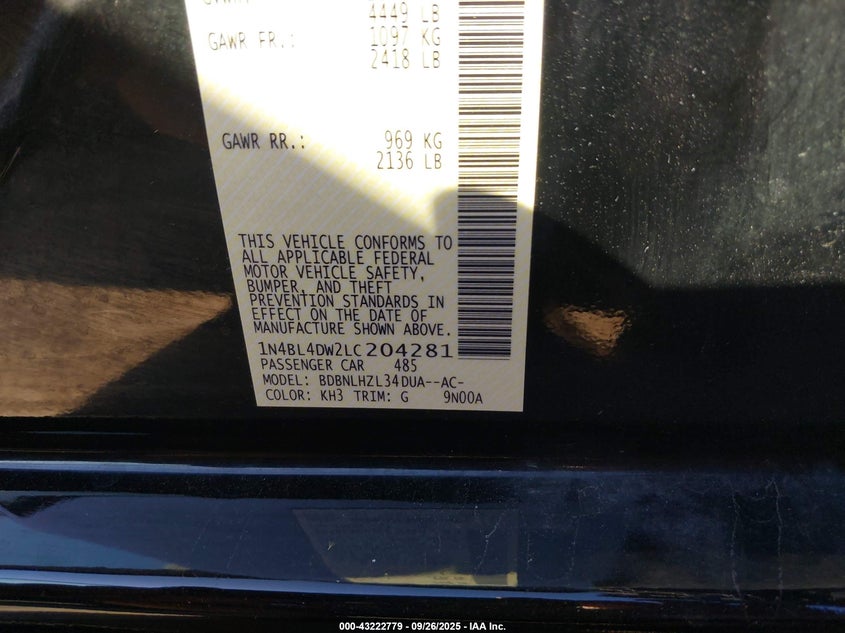 4449 LB
GAWR FR.: 1097 KG
2418 LB
GAWR RR.: 969 KG
2136 LB
THIS VEHICLE CONFORMS TO
ALL APPLICABLE FEDERAL
MOTOR VEHICLE SAFETY,
BUMPER, AND THEFT
PREVENTION STANDARDS IN
EFFECT ON THE DATE OF
MANUFACTURE SHOWN ABOVE.
1N4BL4DW2LC204281
PASSENGER CAR 485
MODEL: BDBNLHZL34DUA--AC-
COLOR: KH3 TRIM: G 9N00A
000-43222779 - 09/26/2025 - IAA Inc.